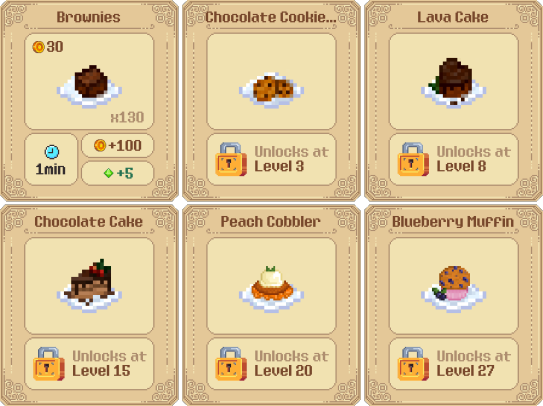 Brownies
30
x130
1min
+100
+5
Chocolate Cookie...
Unlocks at
Level 3
Lava Cake
Unlocks at
Level 8
Chocolate Cake
Unlocks at
Level 15
Peach Cobbler
Unlocks at
Level 20
Blueberry Muffin
Unlocks at
Level 27